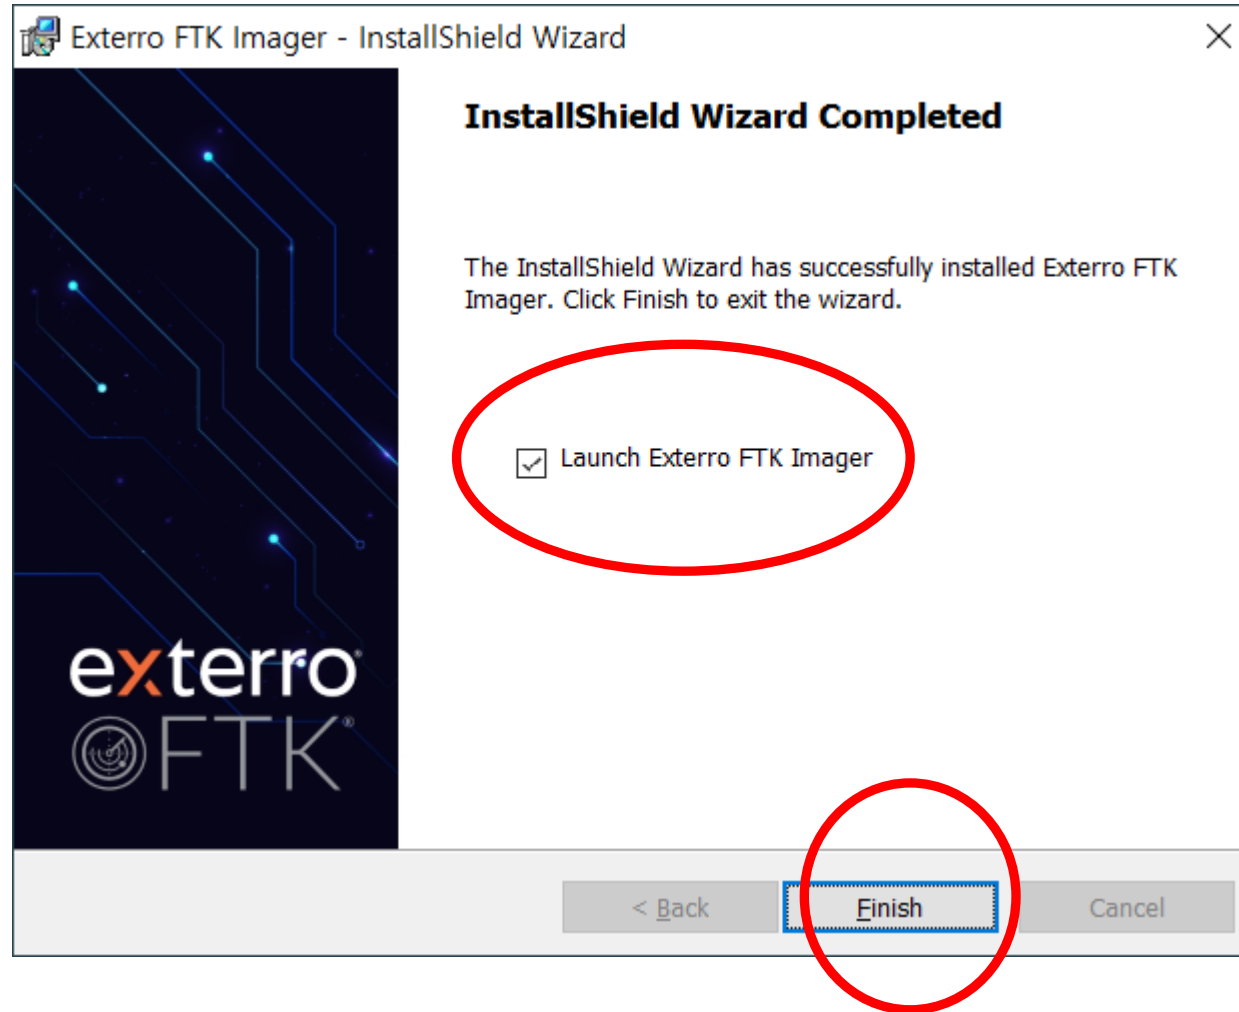 Exterro FTK Imager - InstallShield Wizard
InstallShield Wizard Completed
The InstallShield Wizard has successfully installed Exterro FTK
Imager. Click Finish to exit the wizard.
Launch Exterro FTK Imager
exterro®
FTK®
< Back
Finish
Cancel